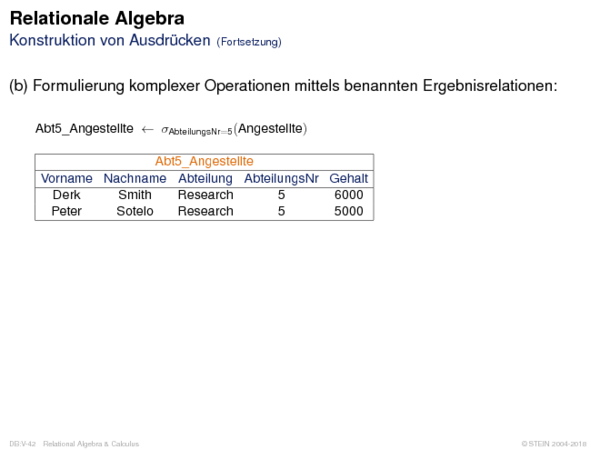 Relationale Algebra
Konstruktion von Ausdrücken (Fortsetzung)
(b) Formulierung komplexer Operationen mittels benannten Ergebnisrelationen:
Abt5_Angestellte ← σAbteilungsNr=5(Angestellte)
Abt5_Angestellte
Vorname Nachname Abteilung AbteilungsNr Gehalt
Derk Smith Research 5 6000
Peter Sotelo Research 5 5000
DB:V-42 Relational Algebra & Calculus © STEIN 2004-2018